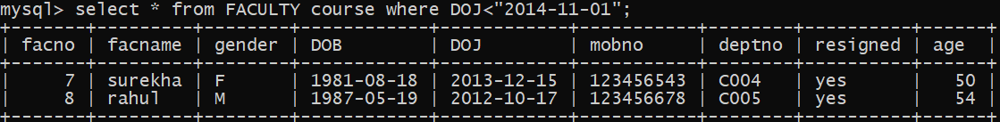 mysql> select * from FACULTY course where DOJ<"2014-11-01";
+-------+---------+--------+------------+------------+-----------+--------+----------+------+
| facno | facname | gender | DOB        | DOJ        | mobno     | deptno | resigned | age  |
+-------+---------+--------+------------+------------+-----------+--------+----------+------+
|     7 | surekha | F      | 1981-08-18 | 2013-12-15 | 123456543 | C004   | yes      |   50 |
|     8 | rahul   | M      | 1987-05-19 | 2012-10-17 | 123456678 | C005   | yes      |   54 |
+-------+---------+--------+------------+------------+-----------+--------+----------+------+